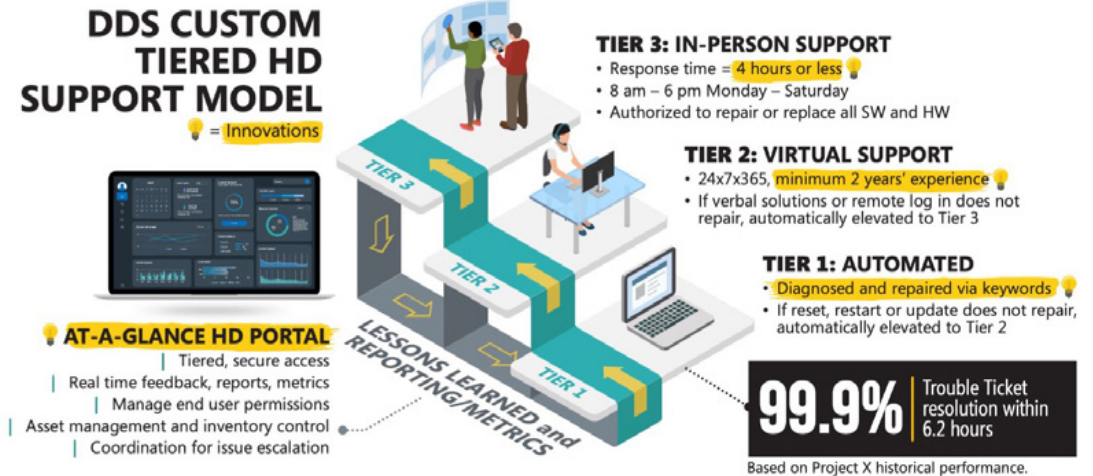 DDS CUSTOM
TIERED HD
SUPPORT MODEL
= Innovations
AT-A-GLANCE HD PORTAL
Tiered, secure access
Real time feedback, reports, metrics
Manage end user permissions
Asset management and inventory control
Coordination for issue escalation
TIER 3
TIER 2
TIER 1
LESSONS LEARNED and
REPORTING/METRICS
TIER 3: IN-PERSON SUPPORT
• Response time = 4 hours or less
• 8 am – 6 pm Monday – Saturday
• Authorized to repair or replace all SW and HW
TIER 2: VIRTUAL SUPPORT
• 24x7x365, minimum 2 years’ experience
• If verbal solutions or remote log in does not
repair, automatically elevated to Tier 3
TIER 1: AUTOMATED
• Diagnosed and repaired via keywords
• If reset, restart or update does not repair,
automatically elevated to Tier 2
99.9%
Trouble Ticket
resolution within
6.2 hours
Based on Project X historical performance.